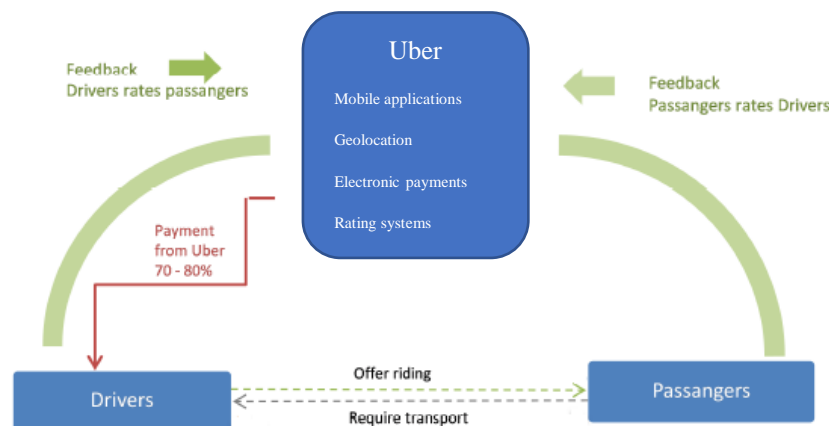 Uber
Mobile applications
Geolocation
Electronic payments
Rating systems
Feedback
Drivers rates passangers
Feedback
Passangers rates Drivers
Payment
from Uber
70 - 80%
Offer riding
Drivers
Passangers
Require transport